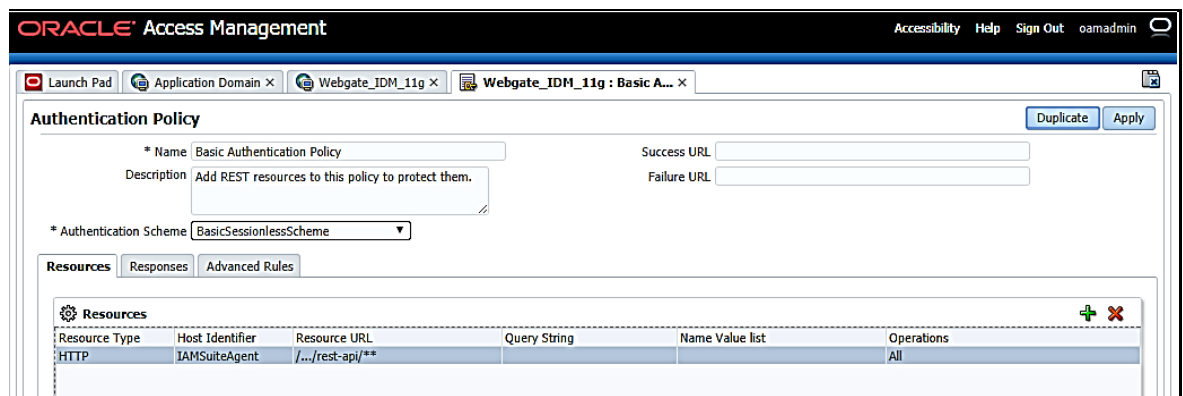 ORACLE Access Management Accessibility Help Sign Out oamadmin
Launch Pad Application Domain × Webgate_IDM_11g × Webgate_IDM_11g : Basic A... ×
Authentication Policy Duplicate Apply
* Name Basic Authentication Policy Success URL
Description Add REST resources to this policy to protect them. Failure URL
* Authentication Scheme BasicSessionlessScheme
Resources Responses Advanced Rules
Resources
Resource Type Host Identifier Resource URL Query String Name Value list Operations
HTTP IAMSuiteAgent /.../rest-api/** All